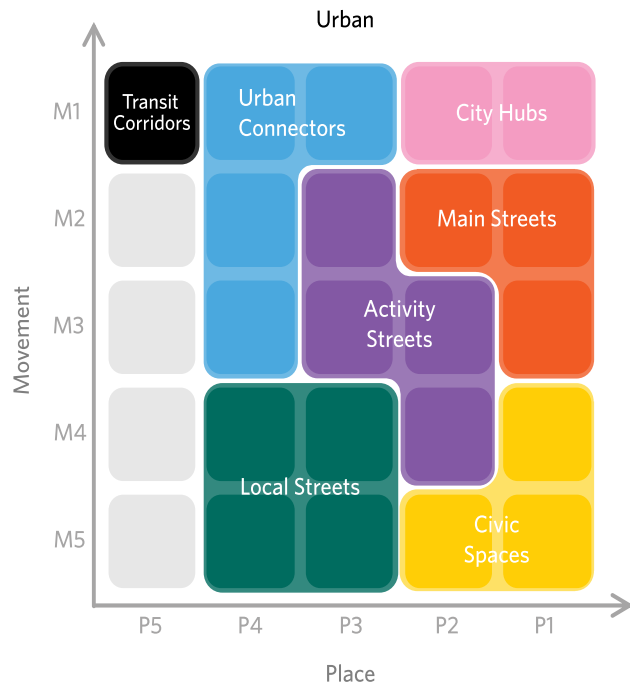 Urban
M1
Transit
Corridors
Urban
Connectors
City Hubs
M2
Main Streets
M3
Activity
Streets
Movement
M4
Local Streets
M5
Civic
Spaces
P5
P4
P3
P2
P1
Place